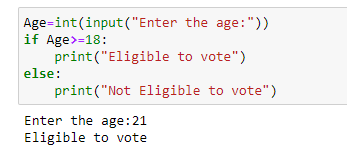 Age=int(input("Enter the age:"))
if Age>=18:
    print("Eligible to vote")
else:
    print("Not Eligible to vote")
Enter the age:21
Eligible to vote